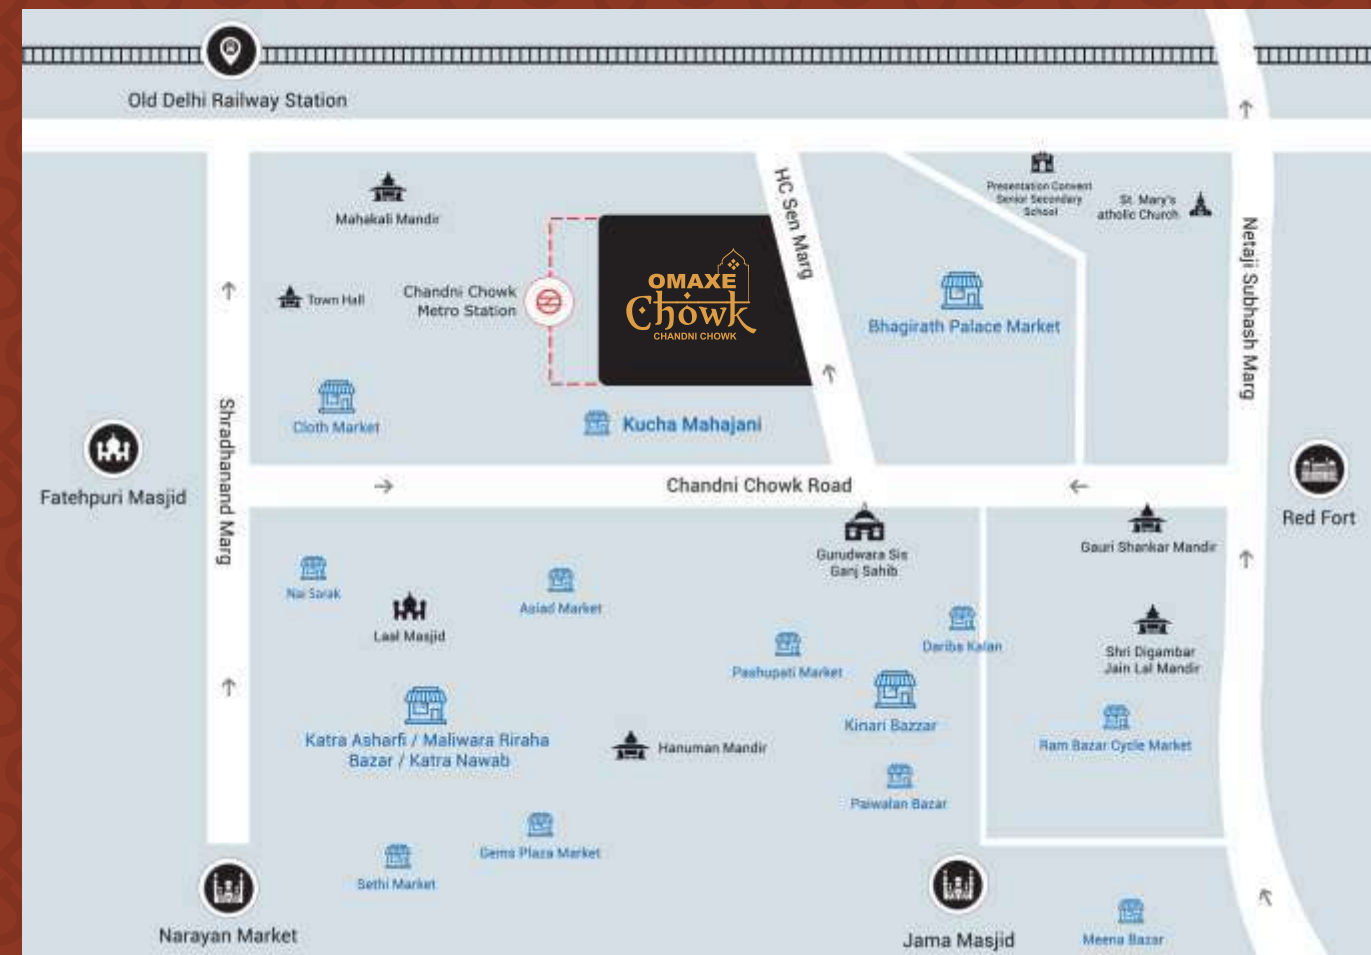 Old Delhi Railway Station
Mahakali Mandir
HC Sen Marg
Presentation Convent
Senior Secondary
School
St. Mary's
atholic Church
Netaji Subhash Marg
Town Hall
Chandni Chowk
Metro Station
OMAXE
Chowk
CHANDNI CHOWK
Bhagirath Palace Market
Cloth Market
Kucha Mahajani
Shradhanand Marg
Fatehpuri Masjid
Chandni Chowk Road
Red Fort
Gurudwara Sis
Ganj Sahib
Gauri Shankar Mandir
Nai Sarak
Laal Masjid
Asiad Market
Pashupati Market
Dariba Kalan
Shri Digambar
Jain Lal Mandir
Katra Asharfi / Maliwara Riraha
Bazar / Katra Nawab
Hanuman Mandir
Kinari Bazzar
Ram Bazar Cycle Market
Paiwalan Bazar
Gems Plaza Market
Sethi Market
Narayan Market
Jama Masjid
Meena Bazar